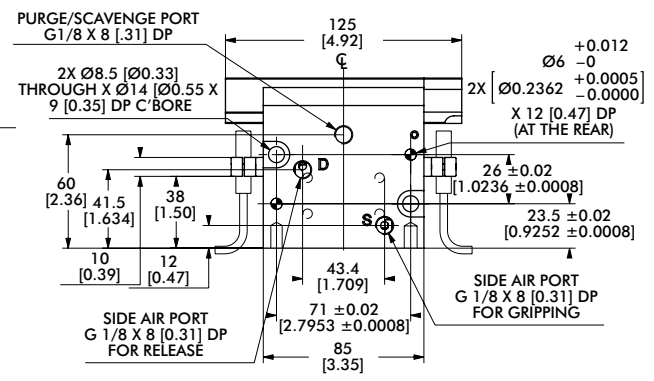 PURGE/SCAVENGE PORT
G1/8 X 8 [.31] DP
125
[4.92]
℄
2X Ø8.5 [Ø0.33]
THROUGH X Ø14 [Ø0.55 X
9 [0.35] DP C'BORE
+0.012
Ø6 -0
2X [Ø0.2362 +0.0005
-0.0000]
X 12 [0.47] DP
(AT THE REAR)
D
S
60
[2.36]
41.5
[1.634]
38
[1.50]
10
[0.39]
12
[0.47]
26 ±0.02
[1.0236 ±0.0008]
23.5 ±0.02
[0.9252 ±0.0008]
43.4
[1.709]
71 ±0.02
[2.7953 ±0.0008]
85
[3.35]
SIDE AIR PORT
G 1/8 X 8 [0.31] DP
FOR RELEASE
SIDE AIR PORT
G 1/8 X 8 [0.31] DP
FOR GRIPPING